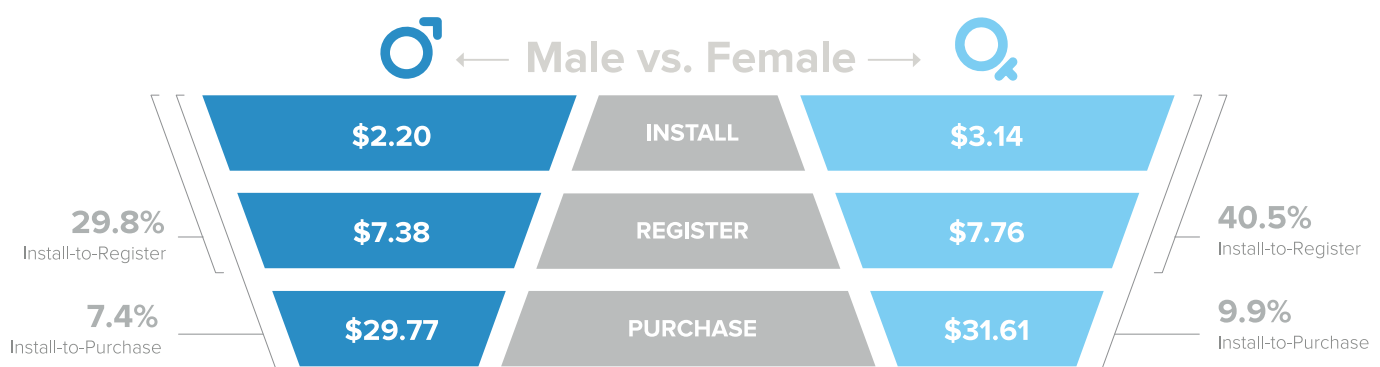 Male vs. Female
$2.20
INSTALL
$3.14
29.8%
Install-to-Register
$7.38
REGISTER
$7.76
40.5%
Install-to-Register
7.4%
Install-to-Purchase
$29.77
PURCHASE
$31.61
9.9%
Install-to-Purchase